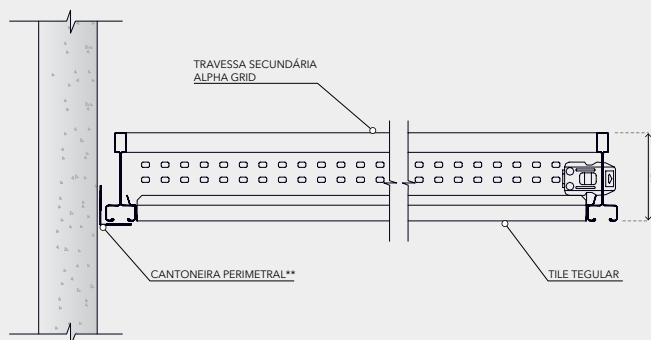 TRAVESSA SECUNDÁRIA
ALPHA GRID
CANTONEIRA PERIMETRAL**
TILE TEGULAR